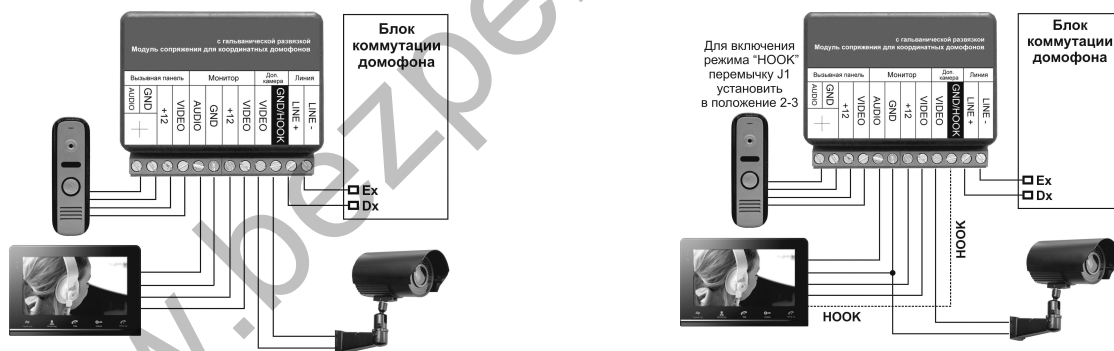 с гальванической развязкой
Модуль сопряжения для координатных домофонов
Вызывная панель
Монитор
Доп. камера
Линия
AUDIO
GND
+12
VIDEO
AUDIO
GND
+12
VIDEO
VIDEO
GND/HOOK
LINE +
LINE -
Блок
коммутации
домофона
Ex
Dx
Для включения
режима “HOOK”
перемычку J1
установить
в положение 2-3
с гальванической развязкой
Модуль сопряжения для координатных домофонов
Вызывная панель
Монитор
Доп. камера
Линия
AUDIO
GND
+12
VIDEO
AUDIO
GND
+12
VIDEO
VIDEO
GND/HOOK
LINE +
LINE -
Блок
коммутации
домофона
Ex
Dx
HOOK
HOOK